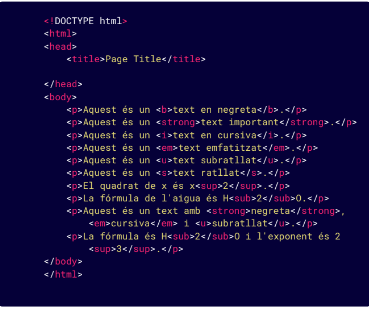 <!DOCTYPE html>
<html>
<head>
<title>Page Title</title>
</head>
<body>
<p>Aquest és un <b>text en negreta</b>.</p>
<p>Aquest és un <strong>text important</strong>.</p>
<p>Aquest és un <i>text en cursiva</i>.</p>
<p>Aquest és un <em>text emfatitzat</em>.</p>
<p>Aquest és un <u>text subratllat</u>.</p>
<p>Aquest és un <s>text ratllat</s>.</p>
<p>El quadrat de x és x<sup>2</sup>.</p>
<p>La fórmula de l'aigua és H<sub>2</sub>O.</p>
<p>Aquest és un text amb <strong>negreta</strong>,
<em>cursiva</em> i <u>subratllat</u>.</p>
<p>La fórmula és H<sub>2</sub>O i l'exponent és 2
<sup>3</sup>.</p>
</body>
</html>